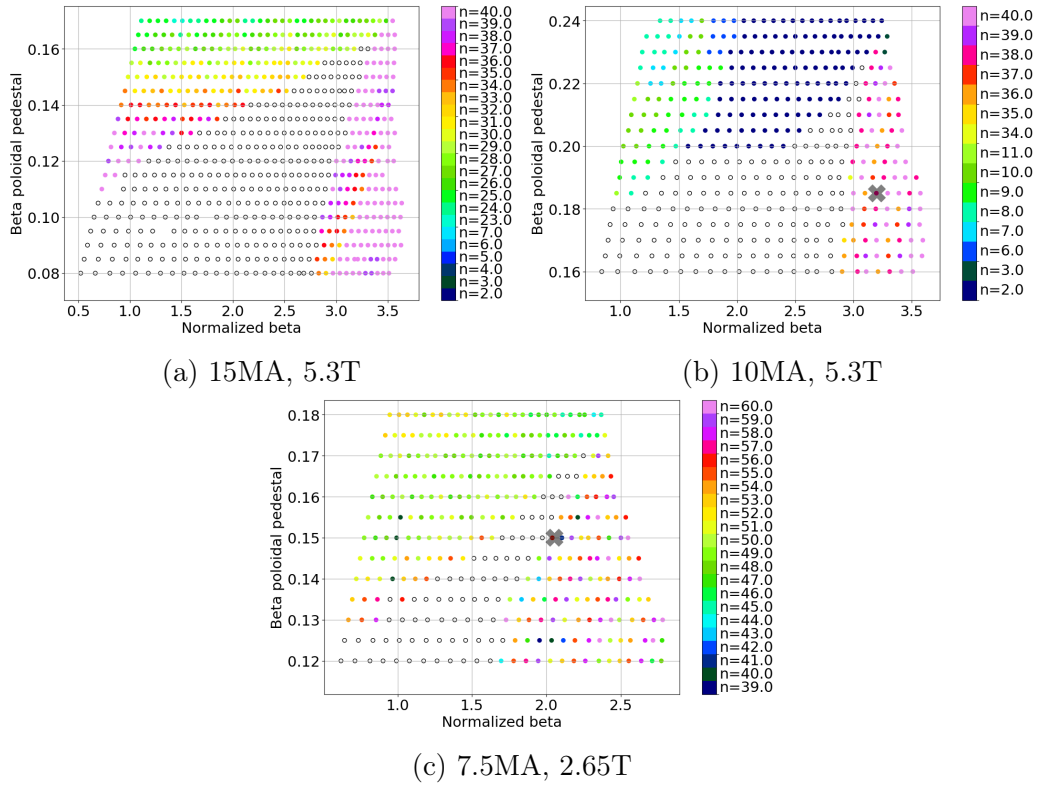 Beta poloidal pedestal
0.16
0.14
0.12
0.10
0.08
0.5
1.0
1.5
2.0
2.5
3.0
3.5
Normalized beta
n=40.0
n=39.0
n=38.0
n=37.0
n=36.0
n=35.0
n=34.0
n=33.0
n=32.0
n=31.0
n=30.0
n=29.0
n=28.0
n=27.0
n=26.0
n=25.0
n=24.0
n=23.0
n=7.0
n=6.0
n=5.0
n=4.0
n=3.0
n=2.0
(a) 15MA, 5.3T
Beta poloidal pedestal
0.24
0.22
0.20
0.18
0.16
1.0
1.5
2.0
2.5
3.0
3.5
Normalized beta
n=40.0
n=39.0
n=38.0
n=37.0
n=36.0
n=35.0
n=34.0
n=11.0
n=10.0
n=9.0
n=8.0
n=7.0
n=6.0
n=3.0
n=2.0
(b) 10MA, 5.3T
Beta poloidal pedestal
0.18
0.17
0.16
0.15
0.14
0.13
0.12
1.0
1.5
2.0
2.5
Normalized beta
n=60.0
n=59.0
n=58.0
n=57.0
n=56.0
n=55.0
n=54.0
n=53.0
n=52.0
n=51.0
n=50.0
n=49.0
n=48.0
n=47.0
n=46.0
n=45.0
n=44.0
n=43.0
n=42.0
n=41.0
n=40.0
n=39.0
(c) 7.5MA, 2.65T